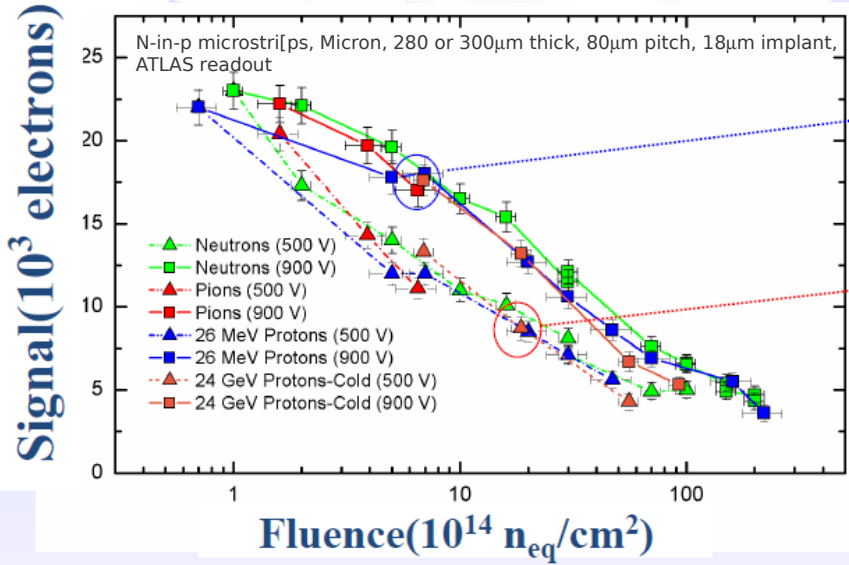 N-in-p microstri[ps, Micron, 280 or 300μm thick, 80μm pitch, 18μm implant,
ATLAS readout
Signal(10³ electrons)
25
20
15
10
5
0
Neutrons (500 V)
Neutrons (900 V)
Pions (500 V)
Pions (900 V)
26 MeV Protons (500 V)
26 MeV Protons (900 V)
24 GeV Protons-Cold (500 V)
24 GeV Protons-Cold (900 V)
1
10
100
Fluence(10¹⁴ n_eq/cm²)